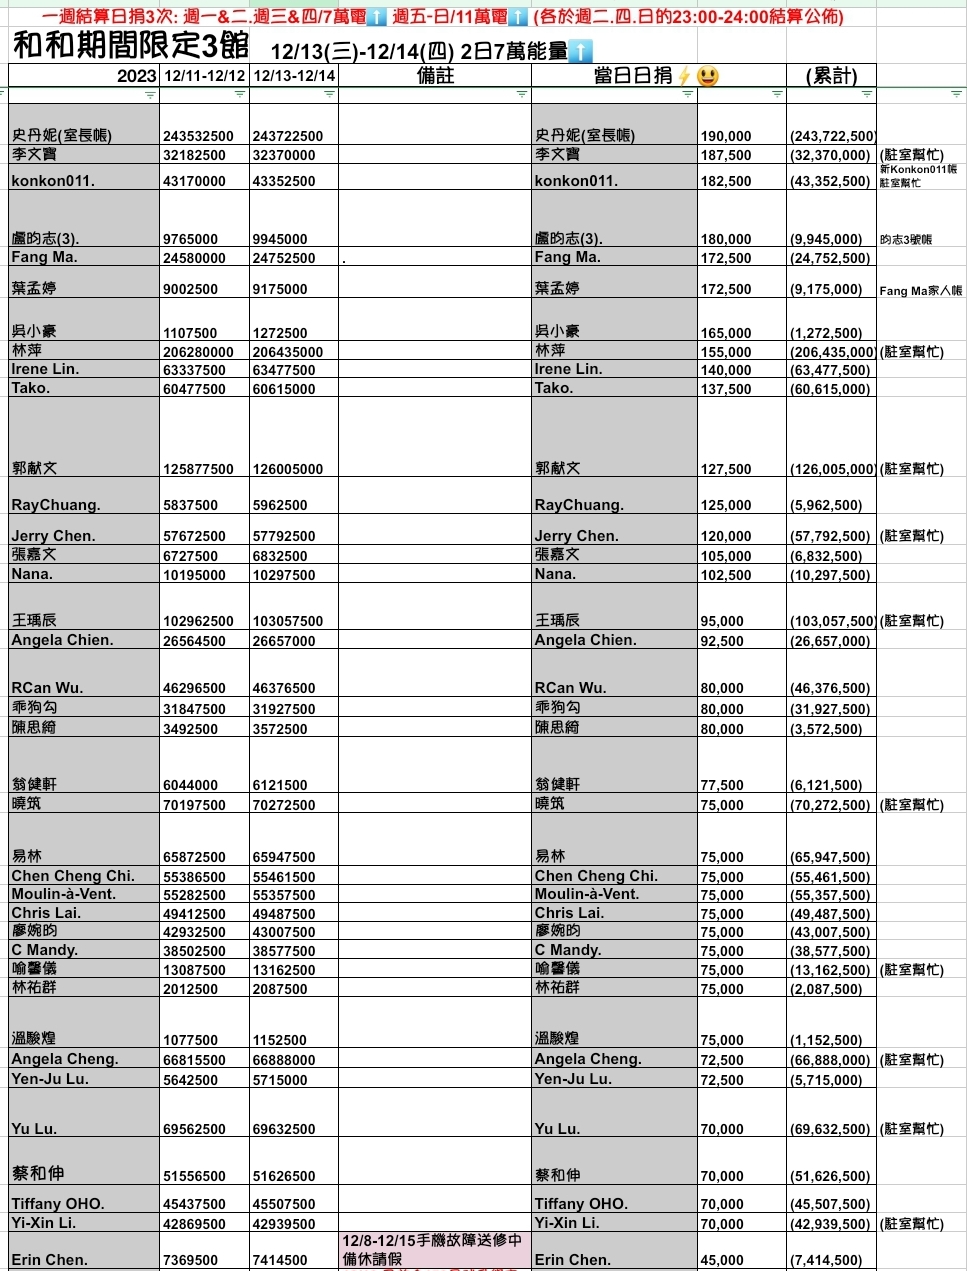 一週結算日捐3次: 週一&二.週三&四/7萬電⬆️ 週五-日/11萬電⬆️ (各於週二.四.日的23:00-24:00結算公佈)
和和期間限定3館 12/13(三)-12/14(四) 2日7萬能量⬆️
2023 12/11-12/12 12/13-12/14 備註 當日日捐⚡😃 (累計)
史丹妮(室長帳) 243532500 243722500 史丹妮(室長帳) 190,000 (243,722,500)
李文寶 32182500 32370000 李文寶 187,500 (32,370,000) (駐室幫忙)
konkon011. 43170000 43352500 konkon011. 182,500 (43,352,500) 新Konkon011帳
駐室幫忙
盧昀志(3). 9765000 9945000 盧昀志(3). 180,000 (9,945,000) 昀志3號帳
Fang Ma. 24580000 24752500 . Fang Ma. 172,500 (24,752,500)
葉孟婷 9002500 9175000 葉孟婷 172,500 (9,175,000) Fang Ma家人帳
吳小豪 1107500 1272500 吳小豪 165,000 (1,272,500)
林萍 206280000 206435000 林萍 155,000 (206,435,000) (駐室幫忙)
Irene Lin. 63337500 63477500 Irene Lin. 140,000 (63,477,500)
Tako. 60477500 60615000 Tako. 137,500 (60,615,000)
郭献文 125877500 126005000 郭献文 127,500 (126,005,000) (駐室幫忙)
RayChuang. 5837500 5962500 RayChuang. 125,000 (5,962,500)
Jerry Chen. 57672500 57792500 Jerry Chen. 120,000 (57,792,500) (駐室幫忙)
張嘉文 6727500 6832500 張嘉文 105,000 (6,832,500)
Nana. 10195000 10297500 Nana. 102,500 (10,297,500)
王瑀辰 102962500 103057500 王瑀辰 95,000 (103,057,500) (駐室幫忙)
Angela Chien. 26564500 26657000 Angela Chien. 92,500 (26,657,000)
RCan Wu. 46296500 46376500 RCan Wu. 80,000 (46,376,500)
乖狗勾 31847500 31927500 乖狗勾 80,000 (31,927,500)
陳思綺 3492500 3572500 陳思綺 80,000 (3,572,500)
翁健軒 6044000 6121500 翁健軒 77,500 (6,121,500)
曉筑 70197500 70272500 曉筑 75,000 (70,272,500) (駐室幫忙)
易林 65872500 65947500 易林 75,000 (65,947,500)
Chen Cheng Chi. 55386500 55461500 Chen Cheng Chi. 75,000 (55,461,500)
Moulin-à-Vent. 55282500 55357500 Moulin-à-Vent. 75,000 (55,357,500)
Chris Lai. 49412500 49487500 Chris Lai. 75,000 (49,487,500)
廖婉昀 42932500 43007500 廖婉昀 75,000 (43,007,500)
C Mandy. 38502500 38577500 C Mandy. 75,000 (38,577,500)
喻馨儀 13087500 13162500 喻馨儀 75,000 (13,162,500) (駐室幫忙)
林祐群 2012500 2087500 林祐群 75,000 (2,087,500)
溫駿煌 1077500 1152500 溫駿煌 75,000 (1,152,500)
Angela Cheng. 66815500 66888000 Angela Cheng. 72,500 (66,888,000) (駐室幫忙)
Yen-Ju Lu. 5642500 5715000 Yen-Ju Lu. 72,500 (5,715,000)
Yu Lu. 69562500 69632500 Yu Lu. 70,000 (69,632,500) (駐室幫忙)
蔡和伸 51556500 51626500 蔡和伸 70,000 (51,626,500)
Tiffany OHO. 45437500 45507500 Tiffany OHO. 70,000 (45,507,500)
Yi-Xin Li. 42869500 42939500 Yi-Xin Li. 70,000 (42,939,500) (駐室幫忙)
12/8-12/15手機故障送修中
Erin Chen. 7369500 7414500 備休請假 Erin Chen. 45,000 (7,414,500)